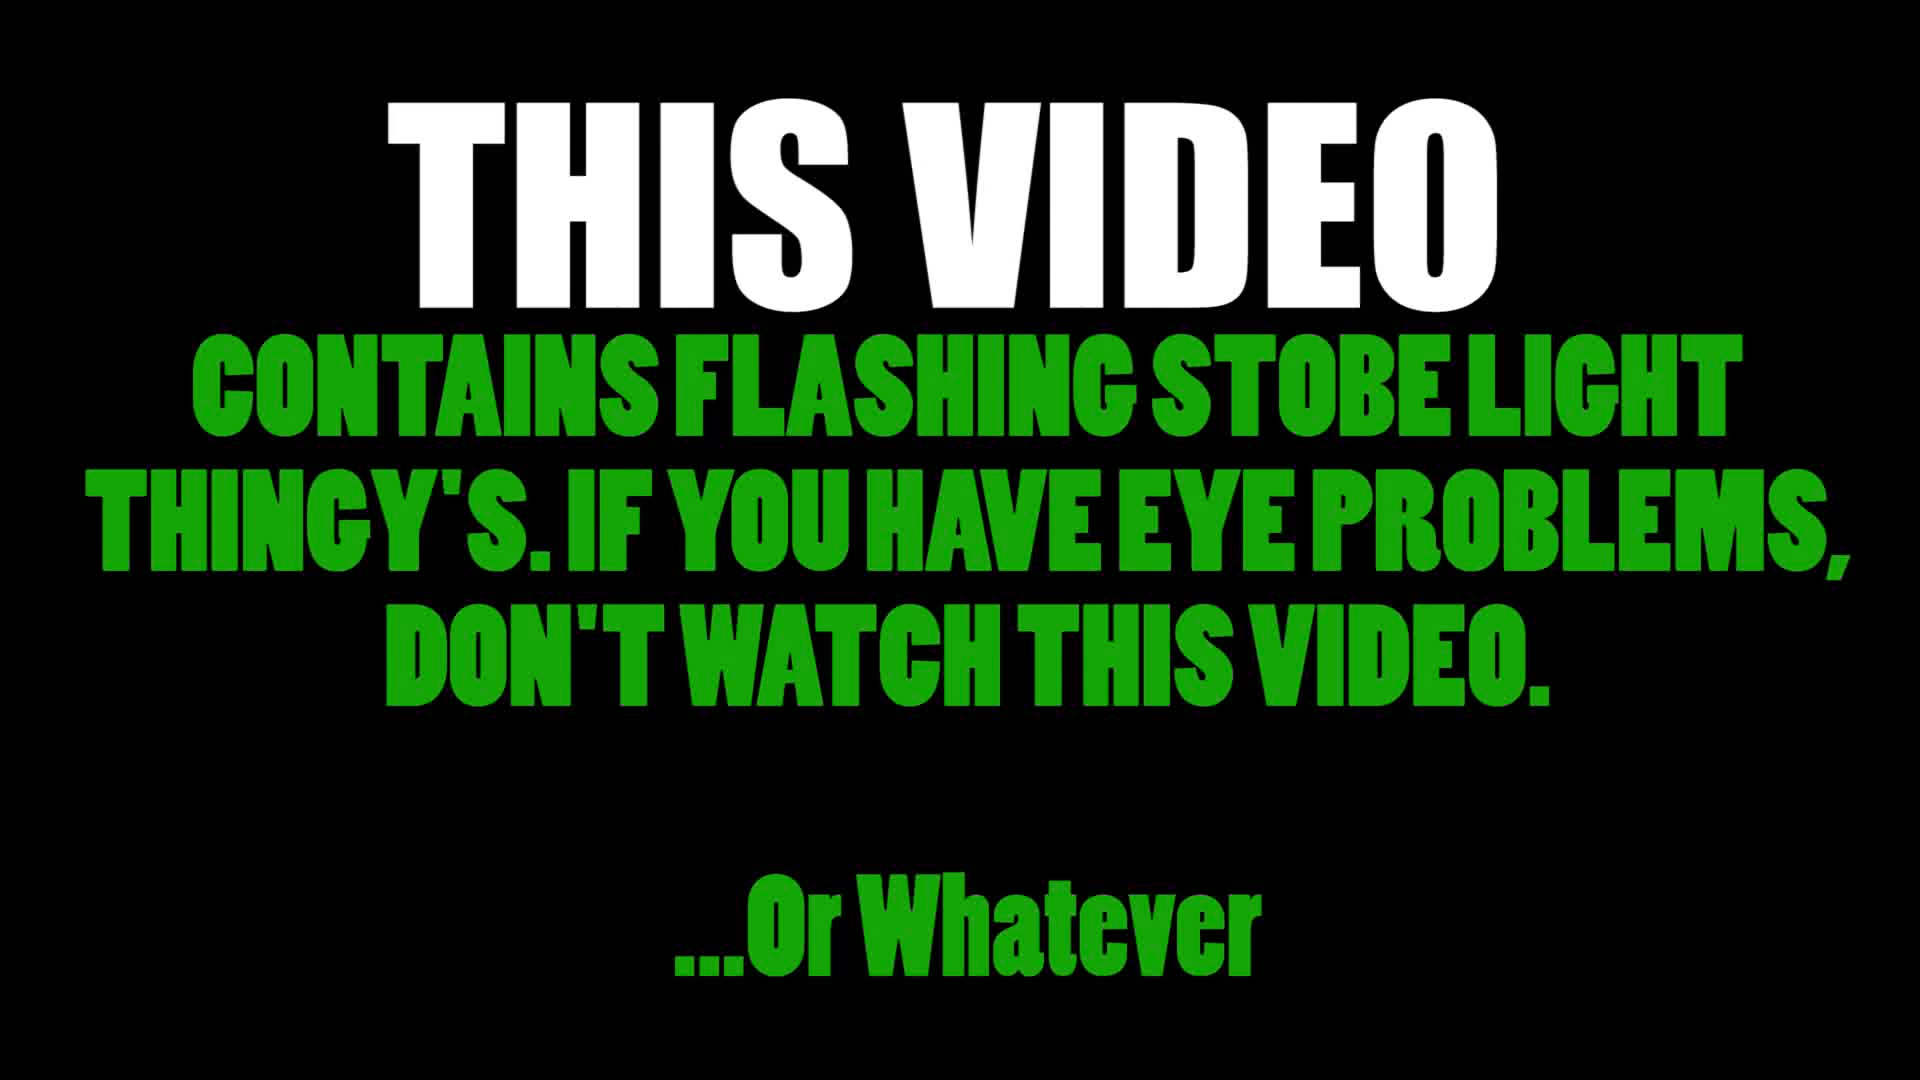 THIS VIDEO
CONTAINS FLASHING STOBE LIGHT
THINGY'S. IF YOU HAVE EYE PROBLEMS,
DON'T WATCH THIS VIDEO.
...Or Whatever